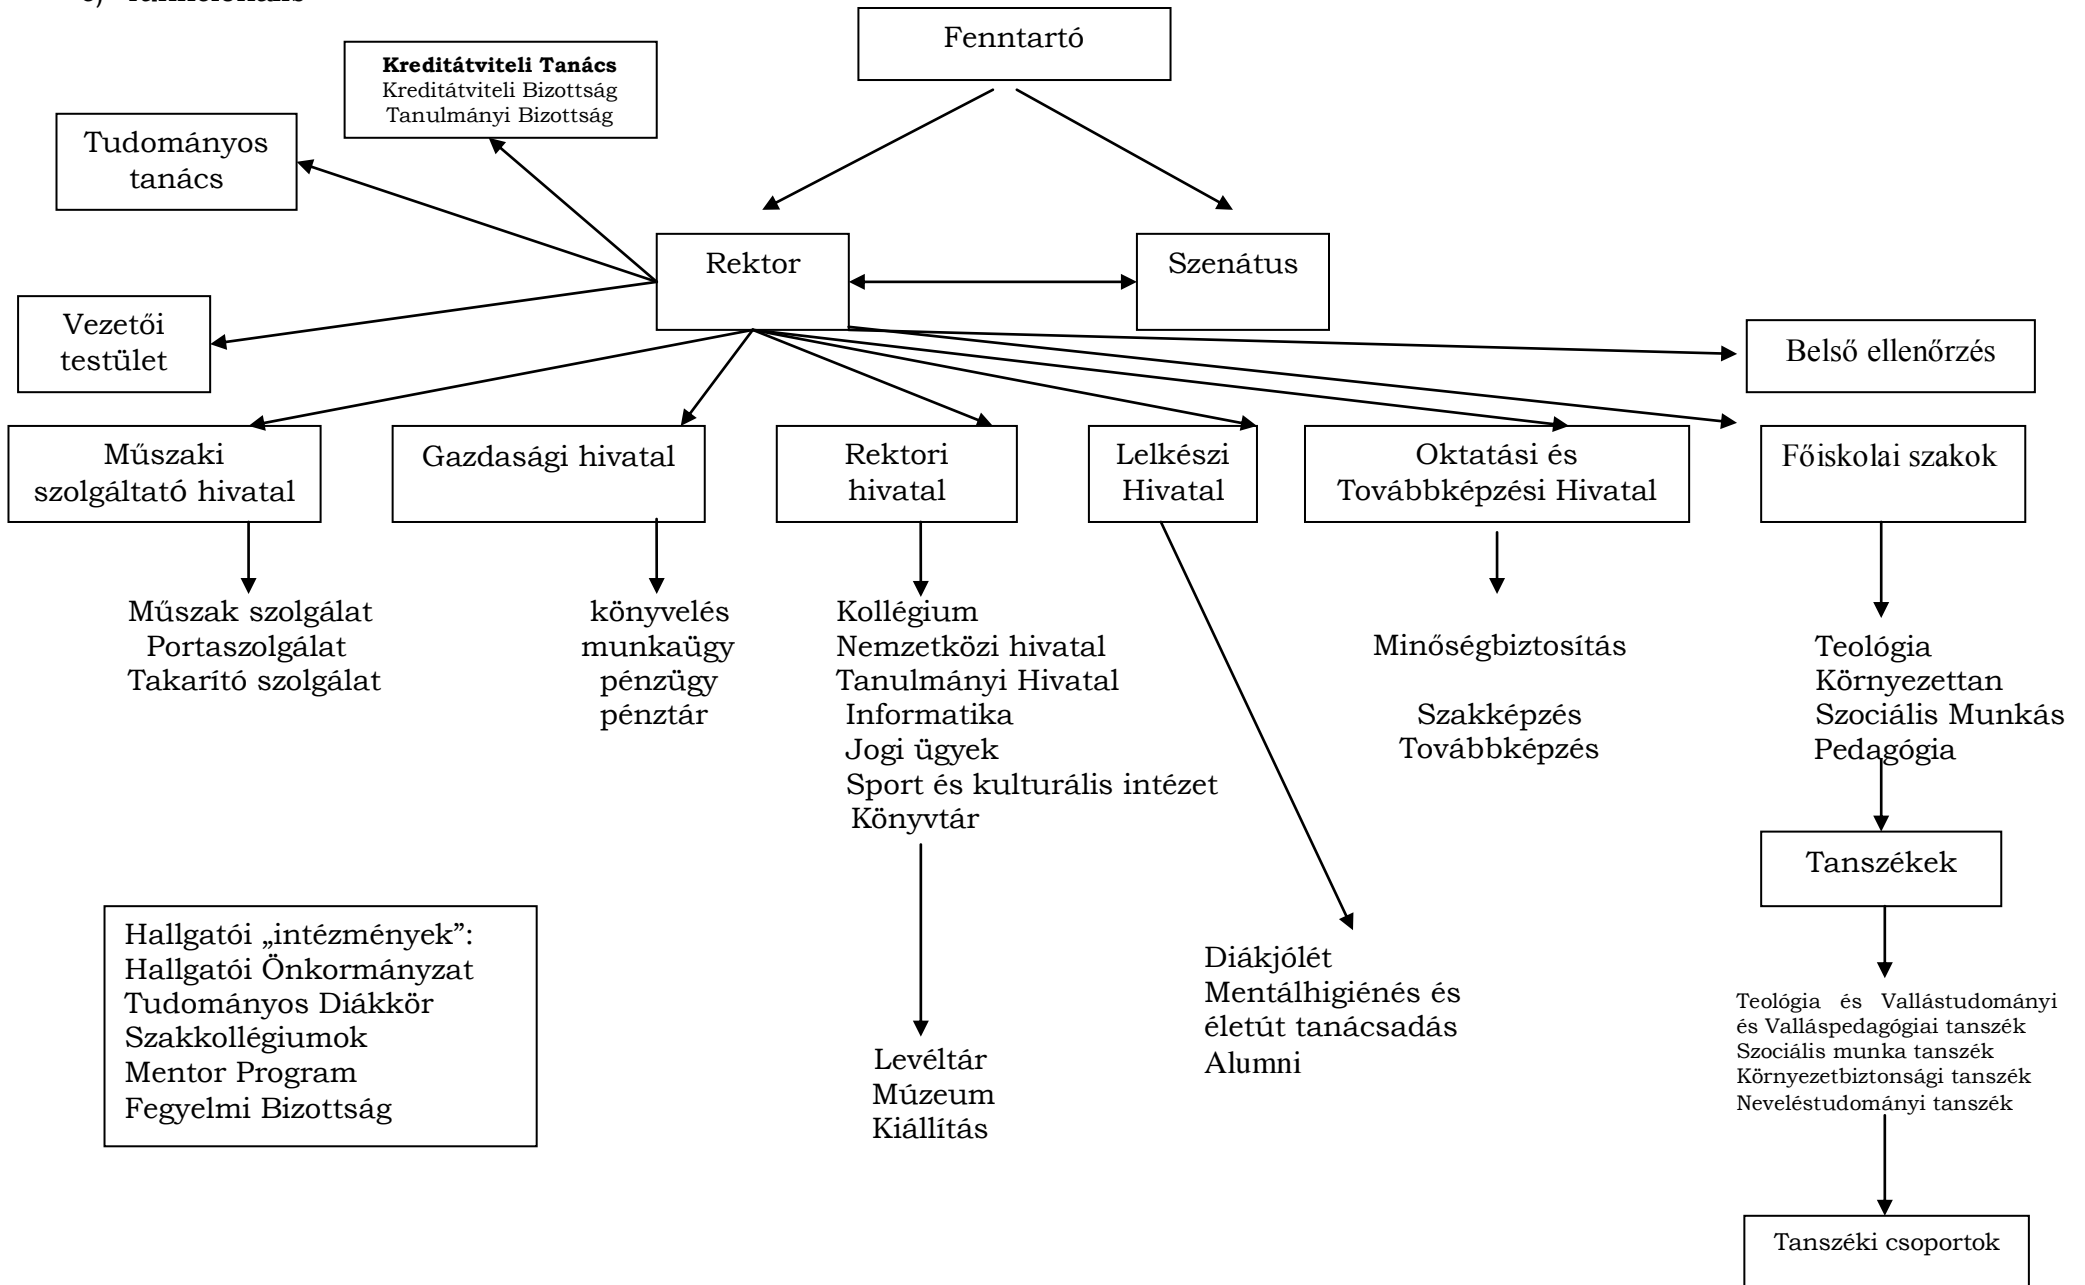 Fenntartó
Kreditátviteli Tanács
Kreditátviteli Bizottság
Tanulmányi Bizottság
Tudományos
tanács
Rektor
Szenátus
Vezetői
testület
Belső ellenőrzés
Műszaki
szolgáltató hivatal
Gazdasági hivatal
Rektori
hivatal
Lelkészi
Hivatal
Oktatási és
Továbbképzési Hivatal
Főiskolai szakok
Műszak szolgálat
Portaszolgálat
Takarító szolgálat
könyvelés
munkaügy
pénzügy
pénztár
Kollégium
Nemzetközi hivatal
Tanulmányi Hivatal
Informatika
Jogi ügyek
Sport és kulturális intézet
Könyvtár
Minőségbiztosítás
Szakképzés
Továbbképzés
Teológia
Környezettan
Szociális Munkás
Pedagógia
Tanszékek
Hallgatói „intézmények”:
Hallgatói Önkormányzat
Tudományos Diákkör
Szakkollégiumok
Mentor Program
Fegyelmi Bizottság
Levéltár
Múzeum
Kiállítás
Diákjólét
Mentálhigiénés és
életút tanácsadás
Alumni
Teológia és Vallástudományi
és Valláspedagógiai tanszék
Szociális munka tanszék
Környezetbiztonsági tanszék
Neveléstudományi tanszék
Tanszéki csoportok